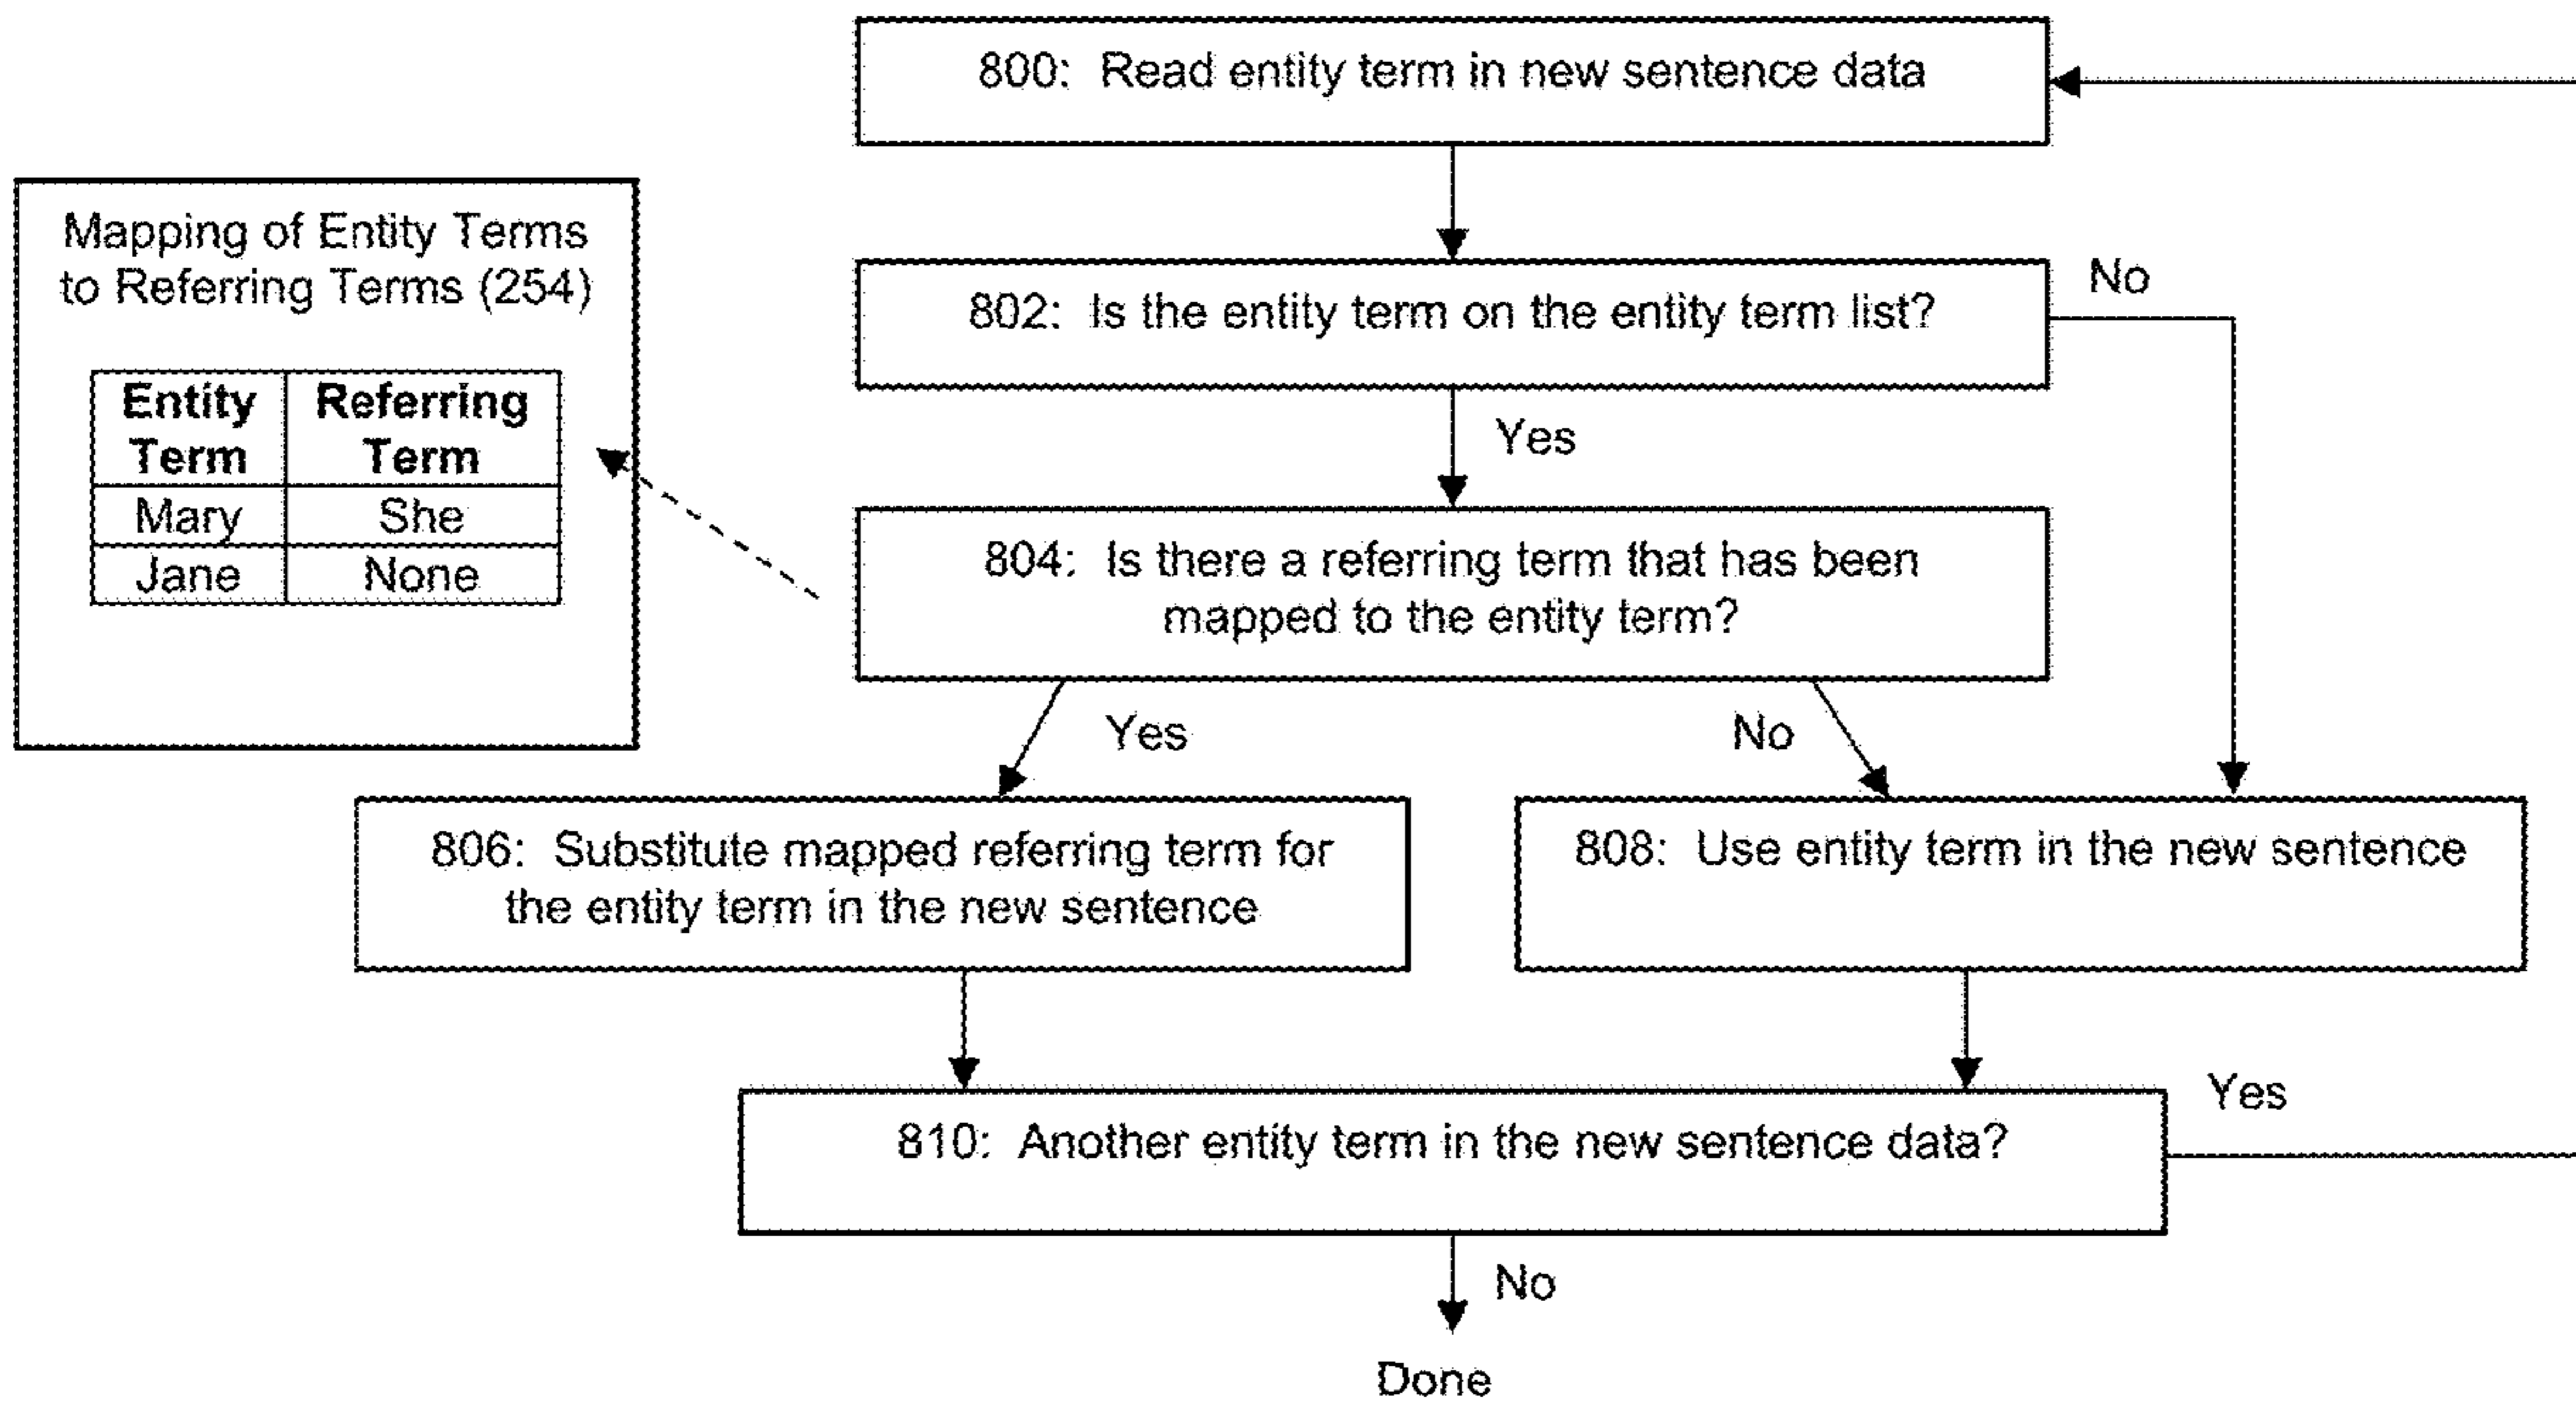 800: Read entity term in new sentence data
Mapping of Entity Terms
to Referring Terms (254)
Entity Term Referring Term
Mary She
Jane None
802: Is the entity term on the entity term list?
No
Yes
804: Is there a referring term that has been
mapped to the entity term?
Yes
No
806: Substitute mapped referring term for
the entity term in the new sentence
808: Use entity term in the new sentence
810: Another entity term in the new sentence data?
Yes
No
Done